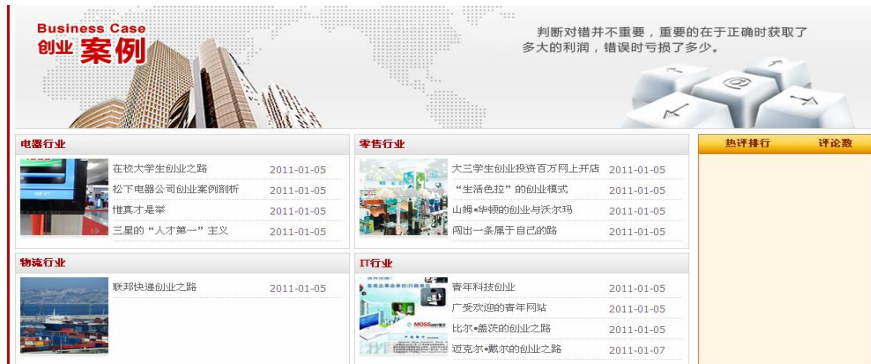 Business Case
创业 案例
判断对错并不重要，重要的在于正确时获取了
多大的利润，错误时亏损了多少。
电器行业
在校大学生创业之路 2011-01-05
松下电器公司创业案例剖析 2011-01-05
惟真才是举 2011-01-05
三星的“人才第一”主义 2011-01-05
零售行业
大三学生创业投资百万网上开店 2011-01-05
“生活色拉”的创业模式 2011-01-05
山姆•华顿的创业与沃尔玛 2011-01-05
闯出一条属于自己的路 2011-01-05
热评排行 评论数
物流行业
联邦快递创业之路 2011-01-05
IT行业
MOSS
青年科技创业 2011-01-05
广受欢迎的青年网站 2011-01-05
比尔•盖茨的创业之路 2011-01-05
迈克尔•戴尔的创业之路 2011-01-07